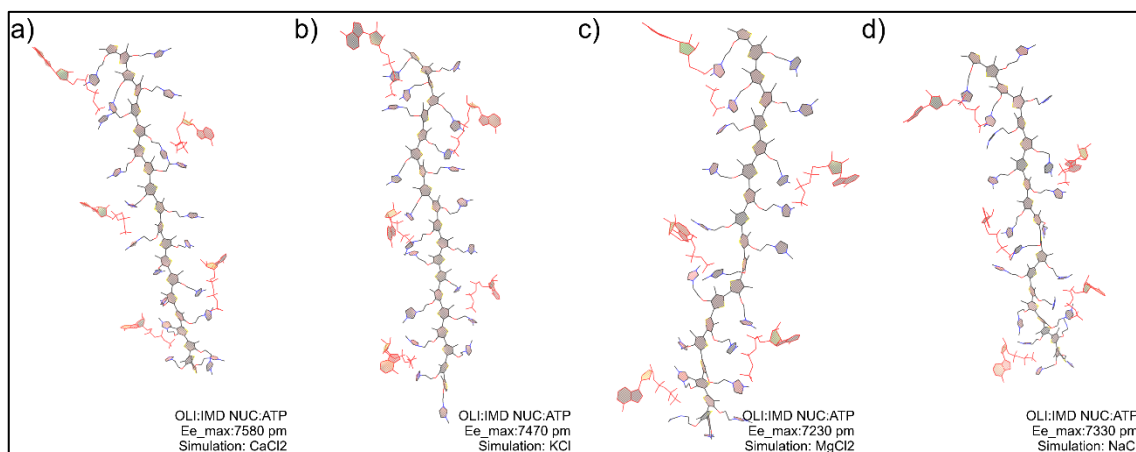 a)
b)
c)
d)
OLI:IMD NUC:ATP
Ee_max:7580 pm
Simulation: CaCl2
OLI:IMD NUC:ATP
Ee_max:7470 pm
Simulation: KCl
OLI:IMD NUC:ATP
Ee_max:7230 pm
Simulation: MgCl2
OLI:IMD NUC:ATP
Ee_max:7330 pm
Simulation: NaC